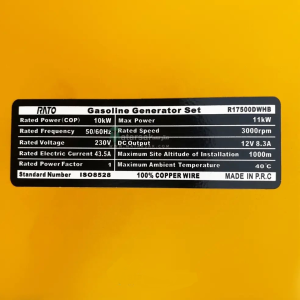 RATO Gasoline Generator Set R17500DWHB
Rated Power (COP) 10kW Max Power 11kW
Rated Frequency 50/60Hz Rated Speed 3000rpm
Rated Voltage 230V DC Output 12V 8.3A
Rated Electric Current 43.5A Maximum Site Altitude of Installation 1000m
Rated Power Factor 1 Maximum Ambient Temperature 40℃
Standard Number ISO8528 100% COPPER WIRE MADE IN P.R.C